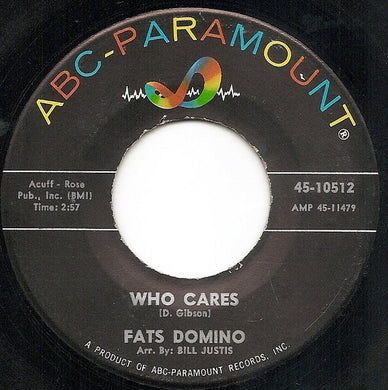 ABC-PARAMOUNT®
Acuff - Rose
Pub., Inc. (BMI)
Time: 2:57
45-10512
AMP 45-11479
WHO CARES
(D. Gibson)
FATS DOMINO
Arr. By: BILL JUSTIS
A PRODUCT OF ABC-PARAMOUNT RECORDS, INC.